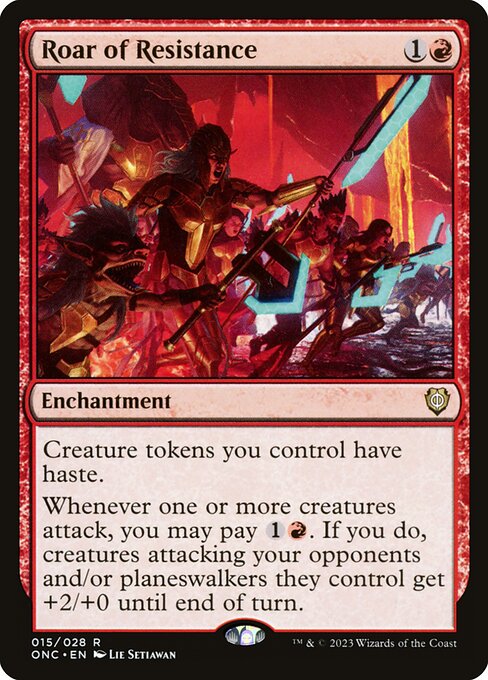 Roar of Resistance 1
Enchantment
Creature tokens you control have
haste.
Whenever one or more creatures
attack, you may pay 1. If you do,
creatures attacking your opponents
and/or planeswalkers they control get
+2/+0 until end of turn.
015/028 R
ONC • EN Lie Setiawan
™ & © 2023 Wizards of the Coast